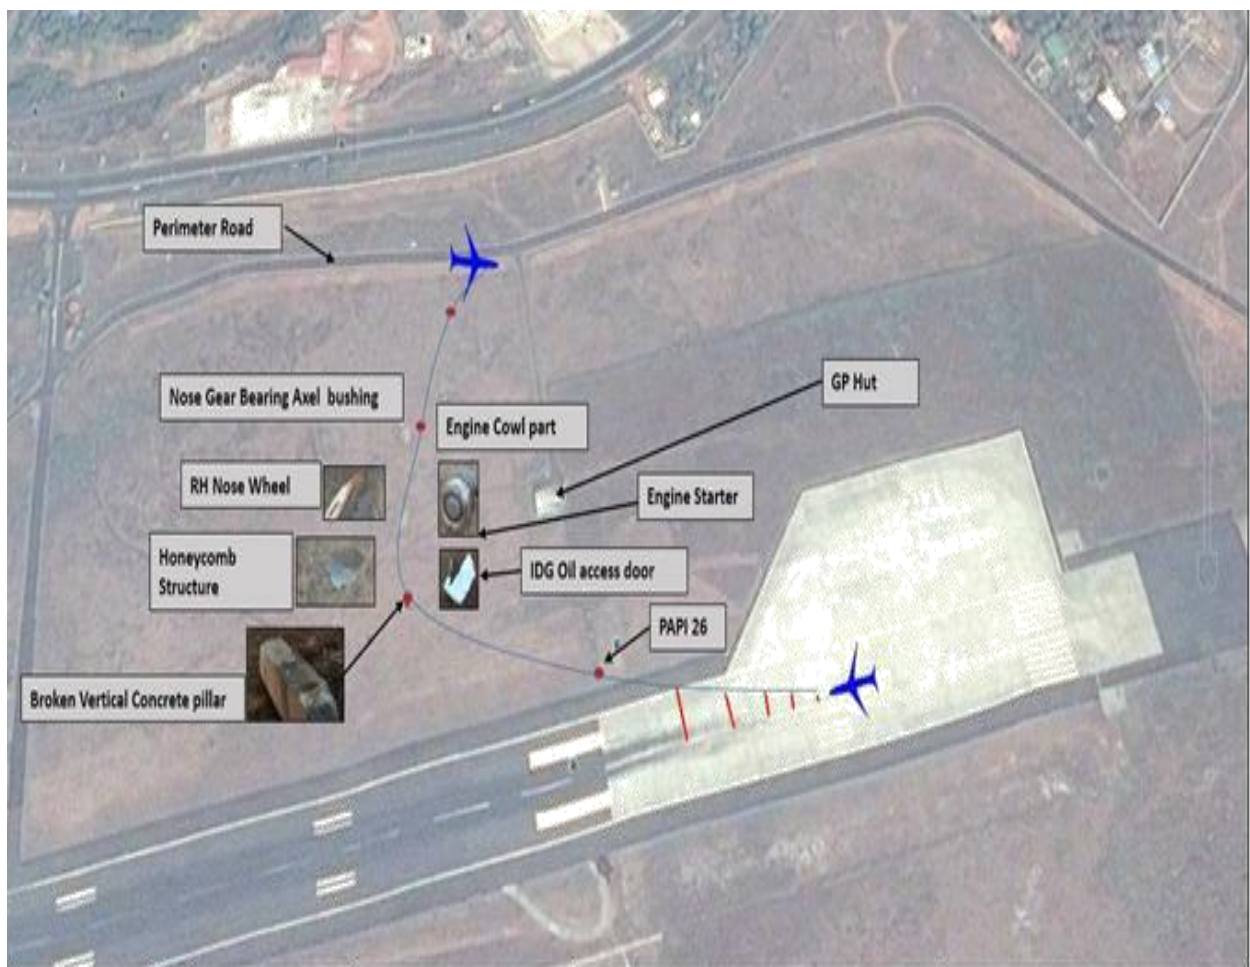 Perimeter Road
Nose Gear Bearing Axel bushing
Engine Cowl part
GP Hut
RH Nose Wheel
Engine Starter
Honeycomb
Structure
IDG Oil access door
PAPI 26
Broken Vertical Concrete pillar